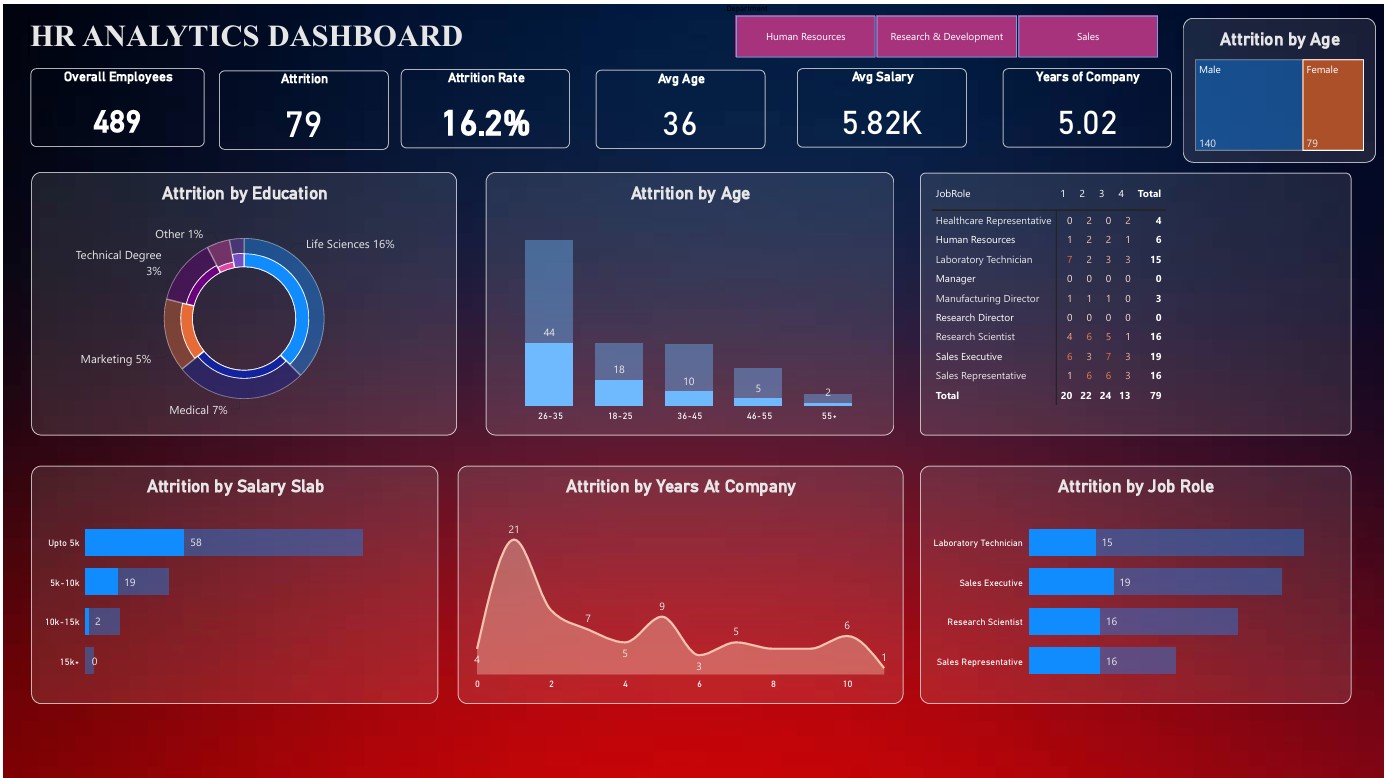 Department
HR ANALYTICS DASHBOARD
Human Resources
Research & Development
Sales
Attrition by Age
Male
Female
140
79
Overall Employees
489
Attrition
79
Attrition Rate
16.2%
Avg Age
36
Avg Salary
5.82K
Years of Company
5.02
Attrition by Education
Other 1%
Life Sciences 16%
Technical Degree
3%
Marketing 5%
Medical 7%
Attrition by Age
44
18
10
5
2
26-35 18-25 36-45 46-55 55+
JobRole 1 2 3 4 Total
Healthcare Representative 0 2 0 2 4
Human Resources 1 2 2 1 6
Laboratory Technician 7 2 3 3 15
Manager 0 0 0 0 0
Manufacturing Director 1 1 1 0 3
Research Director 0 0 0 0 0
Research Scientist 4 6 5 1 16
Sales Executive 6 3 7 3 19
Sales Representative 1 6 6 3 16
Total 20 22 24 13 79
Attrition by Salary Slab
Upto 5k 58
5k-10k 19
10k-15k 2
15k+ 0
Attrition by Years At Company
21
4
7
5
9
3
5
6
1
0 2 4 6 8 10
Attrition by Job Role
Laboratory Technician 15
Sales Executive 19
Research Scientist 16
Sales Representative 16